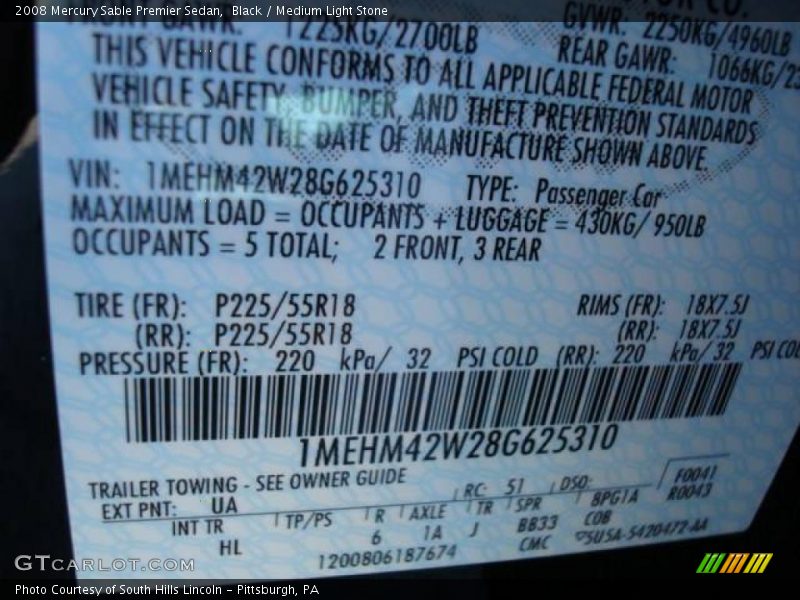 2008 Mercury Sable Premier Sedan, Black / Medium Light Stone
GVWR: 2250KG/4960LB
1225KG/2700LB REAR GAWR: 1066KG/
THIS VEHICLE CONFORMS TO ALL APPLICABLE FEDERAL MOTOR
VEHICLE SAFETY, BUMPER, AND THEFT PREVENTION STANDARDS
IN EFFECT ON THE DATE OF MANUFACTURE SHOWN ABOVE.
VIN: 1MEHM42W28G625310 TYPE: Passenger Car
MAXIMUM LOAD = OCCUPANTS + LUGGAGE = 430KG/ 950LB
OCCUPANTS = 5 TOTAL; 2 FRONT, 3 REAR
TIRE (FR): P225/55R18 RIMS (FR): 18X7.5J
(RR): P225/55R18 (RR): 18X7.5J
PRESSURE (FR): 220 kPa/ 32 PSI COLD (RR): 220 kPa/ 32 PSI COL
1MEHM42W28G625310
TRAILER TOWING - SEE OWNER GUIDE
EXT PNT: UA RC: 51 DSO: F0041
R0043
INT TR TP/PS R AXLE TR SPR 8PG1A
HL 6 1A J BB33 COB
1200806187674 CMC 5USA-5420472-AA
GTCARLOT.COM
Photo Courtesy of South Hills Lincoln - Pittsburgh, PA